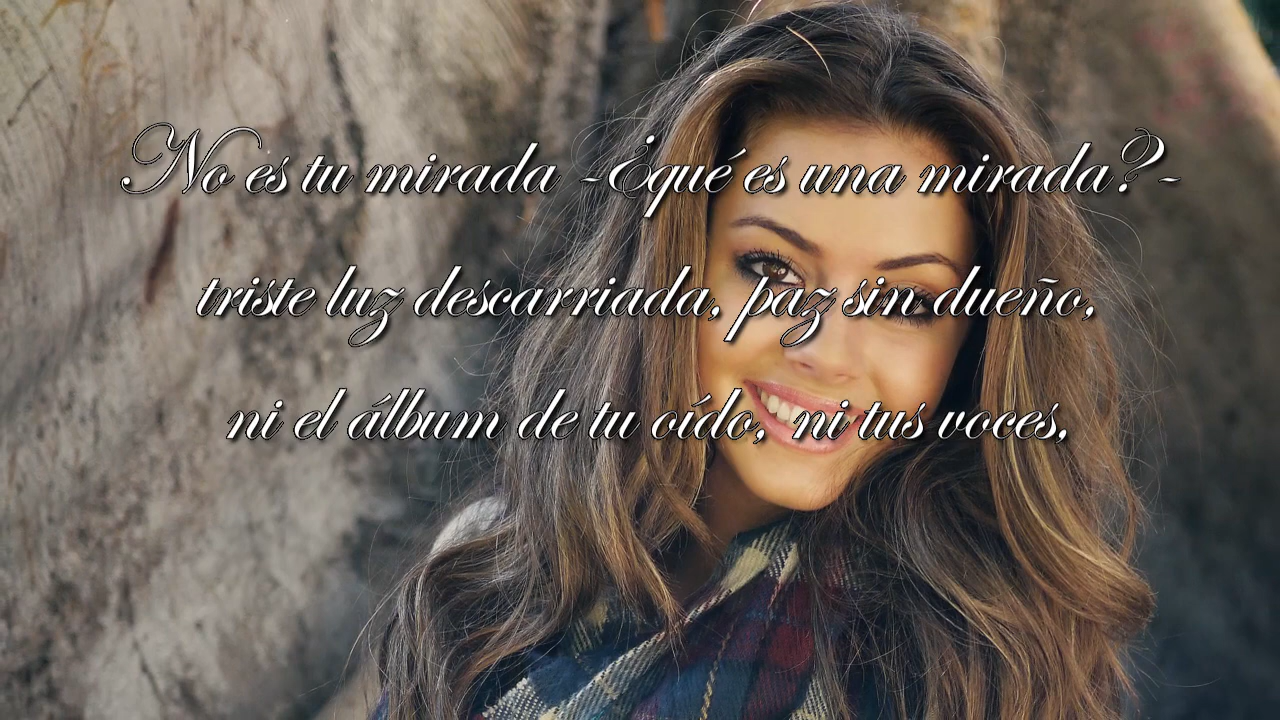 No es tu mirada -¿qué es una mirada?-
triste luz descarriada, paz sin dueño,
ni el álbum de tu oído, ni tus voces,